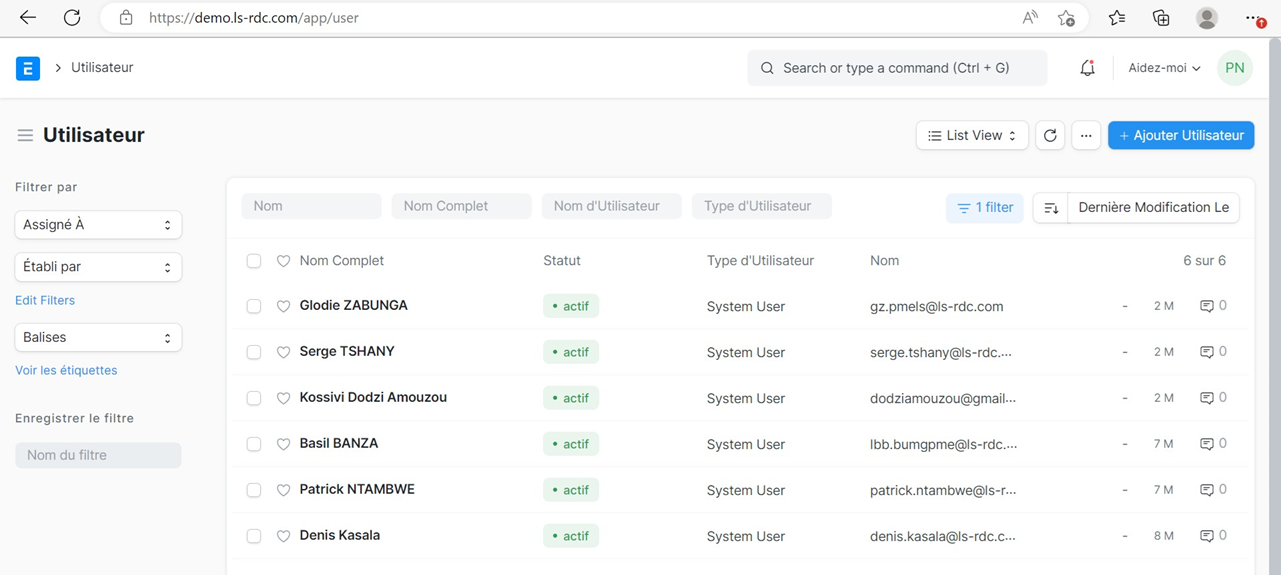 https://demo.ls-rdc.com/app/user
E > Utilisateur Search or type a command (Ctrl + G) Aidez-moi PN
Utilisateur List View ... + Ajouter Utilisateur
Filtrer par
Assigné À
Établi par
Edit Filters
Balises
Voir les étiquettes
Enregistrer le filtre
Nom du filtre
Nom Nom Complet Nom d'Utilisateur Type d'Utilisateur 1 filter Dernière Modification Le
Nom Complet Statut Type d'Utilisateur Nom 6 sur 6
Glodie ZABUNGA • actif System User gz.pmels@ls-rdc.com - 2 M 0
Serge TSHANY • actif System User serge.tshany@ls-rdc.... - 2 M 0
Kossivi Dodzi Amouzou • actif System User dodziamouzou@gmail... - 2 M 0
Basil BANZA • actif System User lbb.bumgpme@ls-rdc.... - 7 M 0
Patrick NTAMBWE • actif System User patrick.ntambwe@ls-r... - 7 M 0
Denis Kasala • actif System User denis.kasala@ls-rdc.c... - 8 M 0